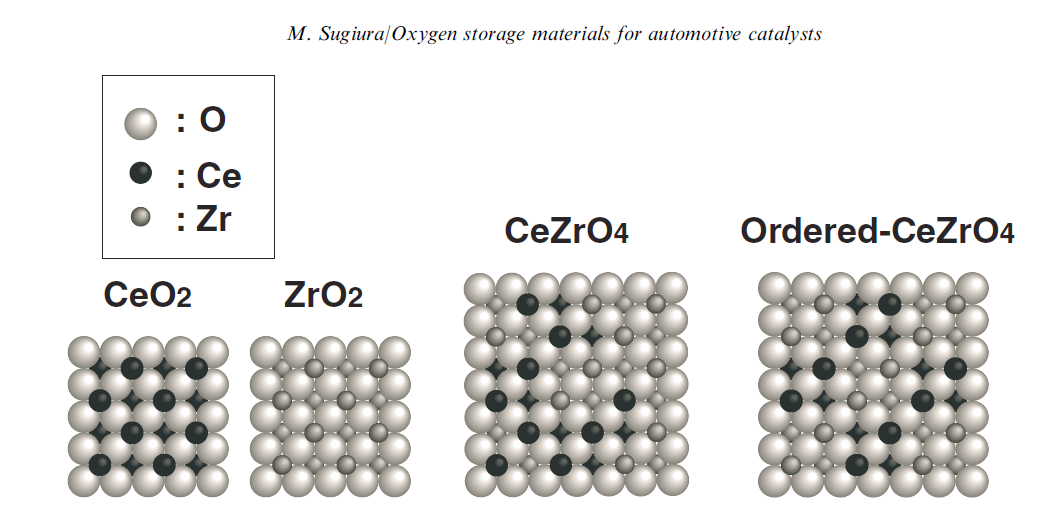 M. Sugiura/Oxygen storage materials for automotive catalysts
: O
: Ce
: Zr
CeO2
ZrO2
CeZrO4
Ordered-CeZrO4